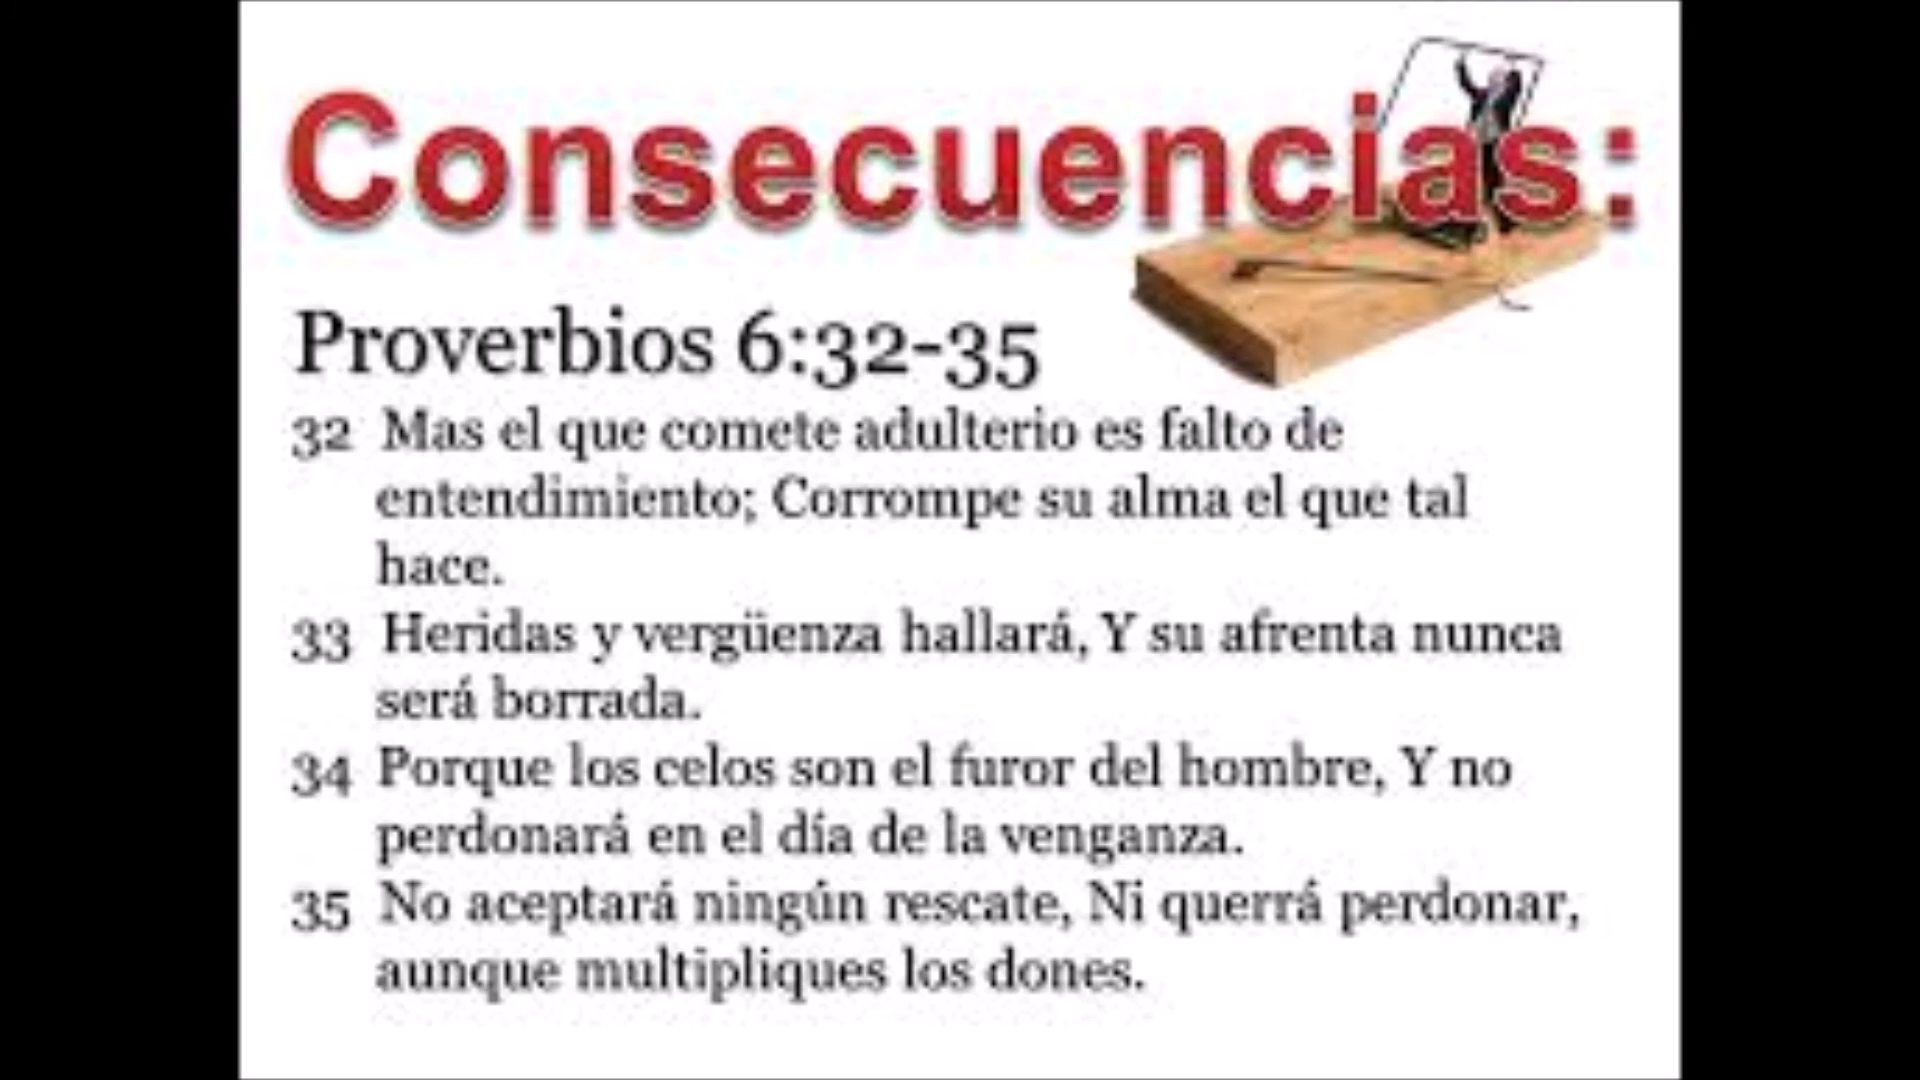 Consecuencias:
Proverbios 6:32-35
32 Mas el que comete adulterio es falto de
entendimiento; Corrompe su alma el que tal
hace.
33 Heridas y vergüenza hallará, Y su afrenta nunca
será borrada.
34 Porque los celos son el furor del hombre, Y no
perdonará en el día de la venganza.
35 No aceptará ningún rescate, Ni querrá perdonar,
aunque multipliques los dones.